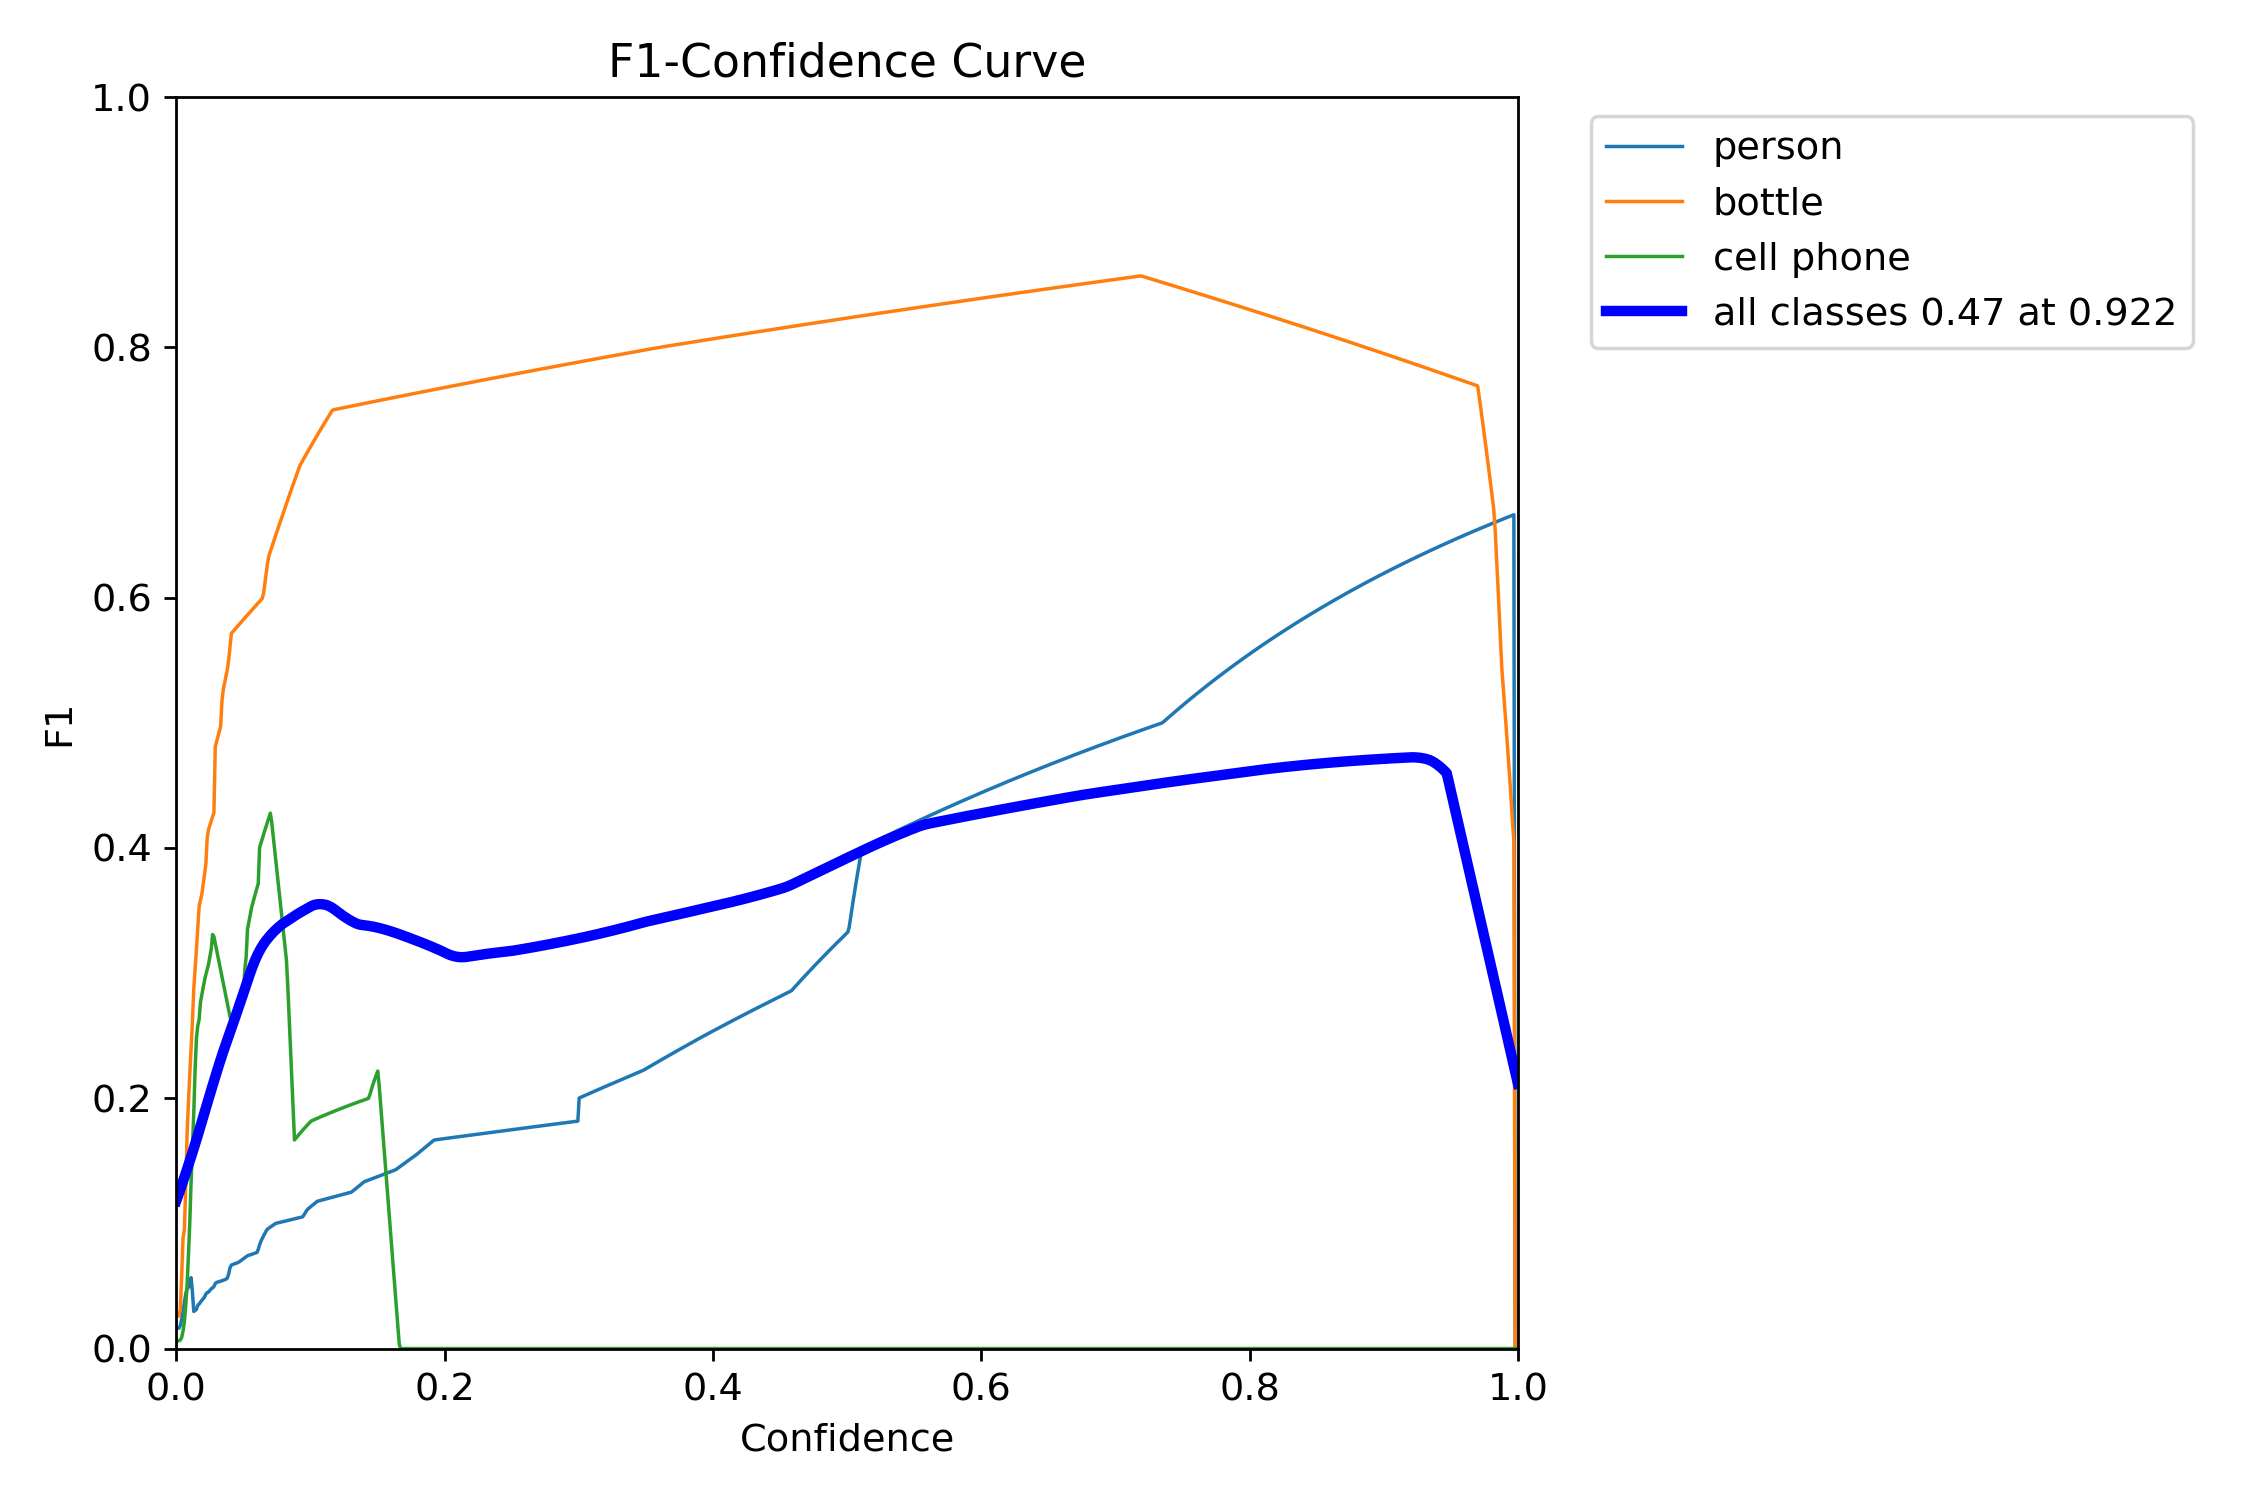 F1-Confidence Curve
1.0
0.8
0.6
0.4
0.2
0.0
F1
0.0 0.2 0.4 0.6 0.8 1.0
Confidence
person
bottle
cell phone
all classes 0.47 at 0.922